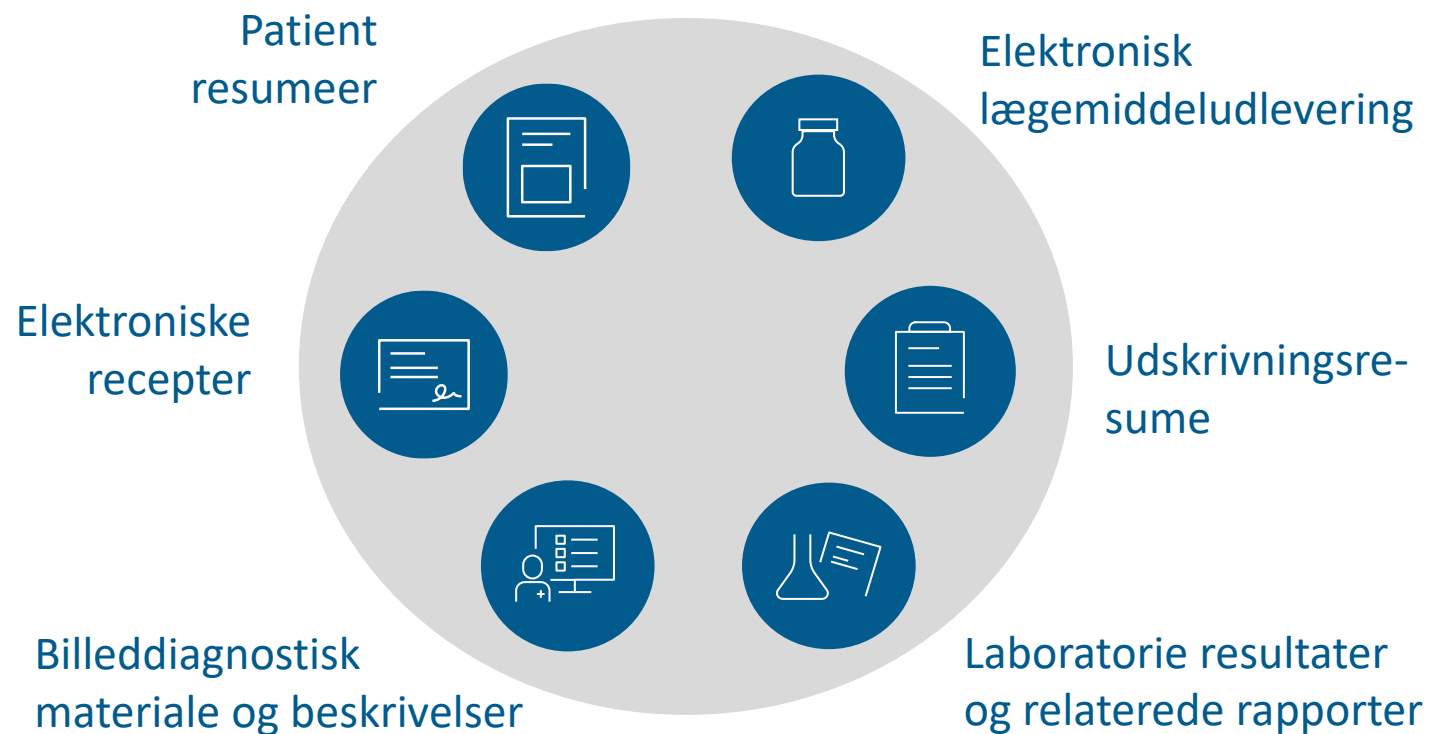 Patient
resumeer
Elektronisk
lægemiddeludlevering
Elektroniske
recepter
Udskrivningsre-
sume
Billeddiagnostisk
materiale og beskrivelser
Laboratorie resultater
og relaterede rapporter